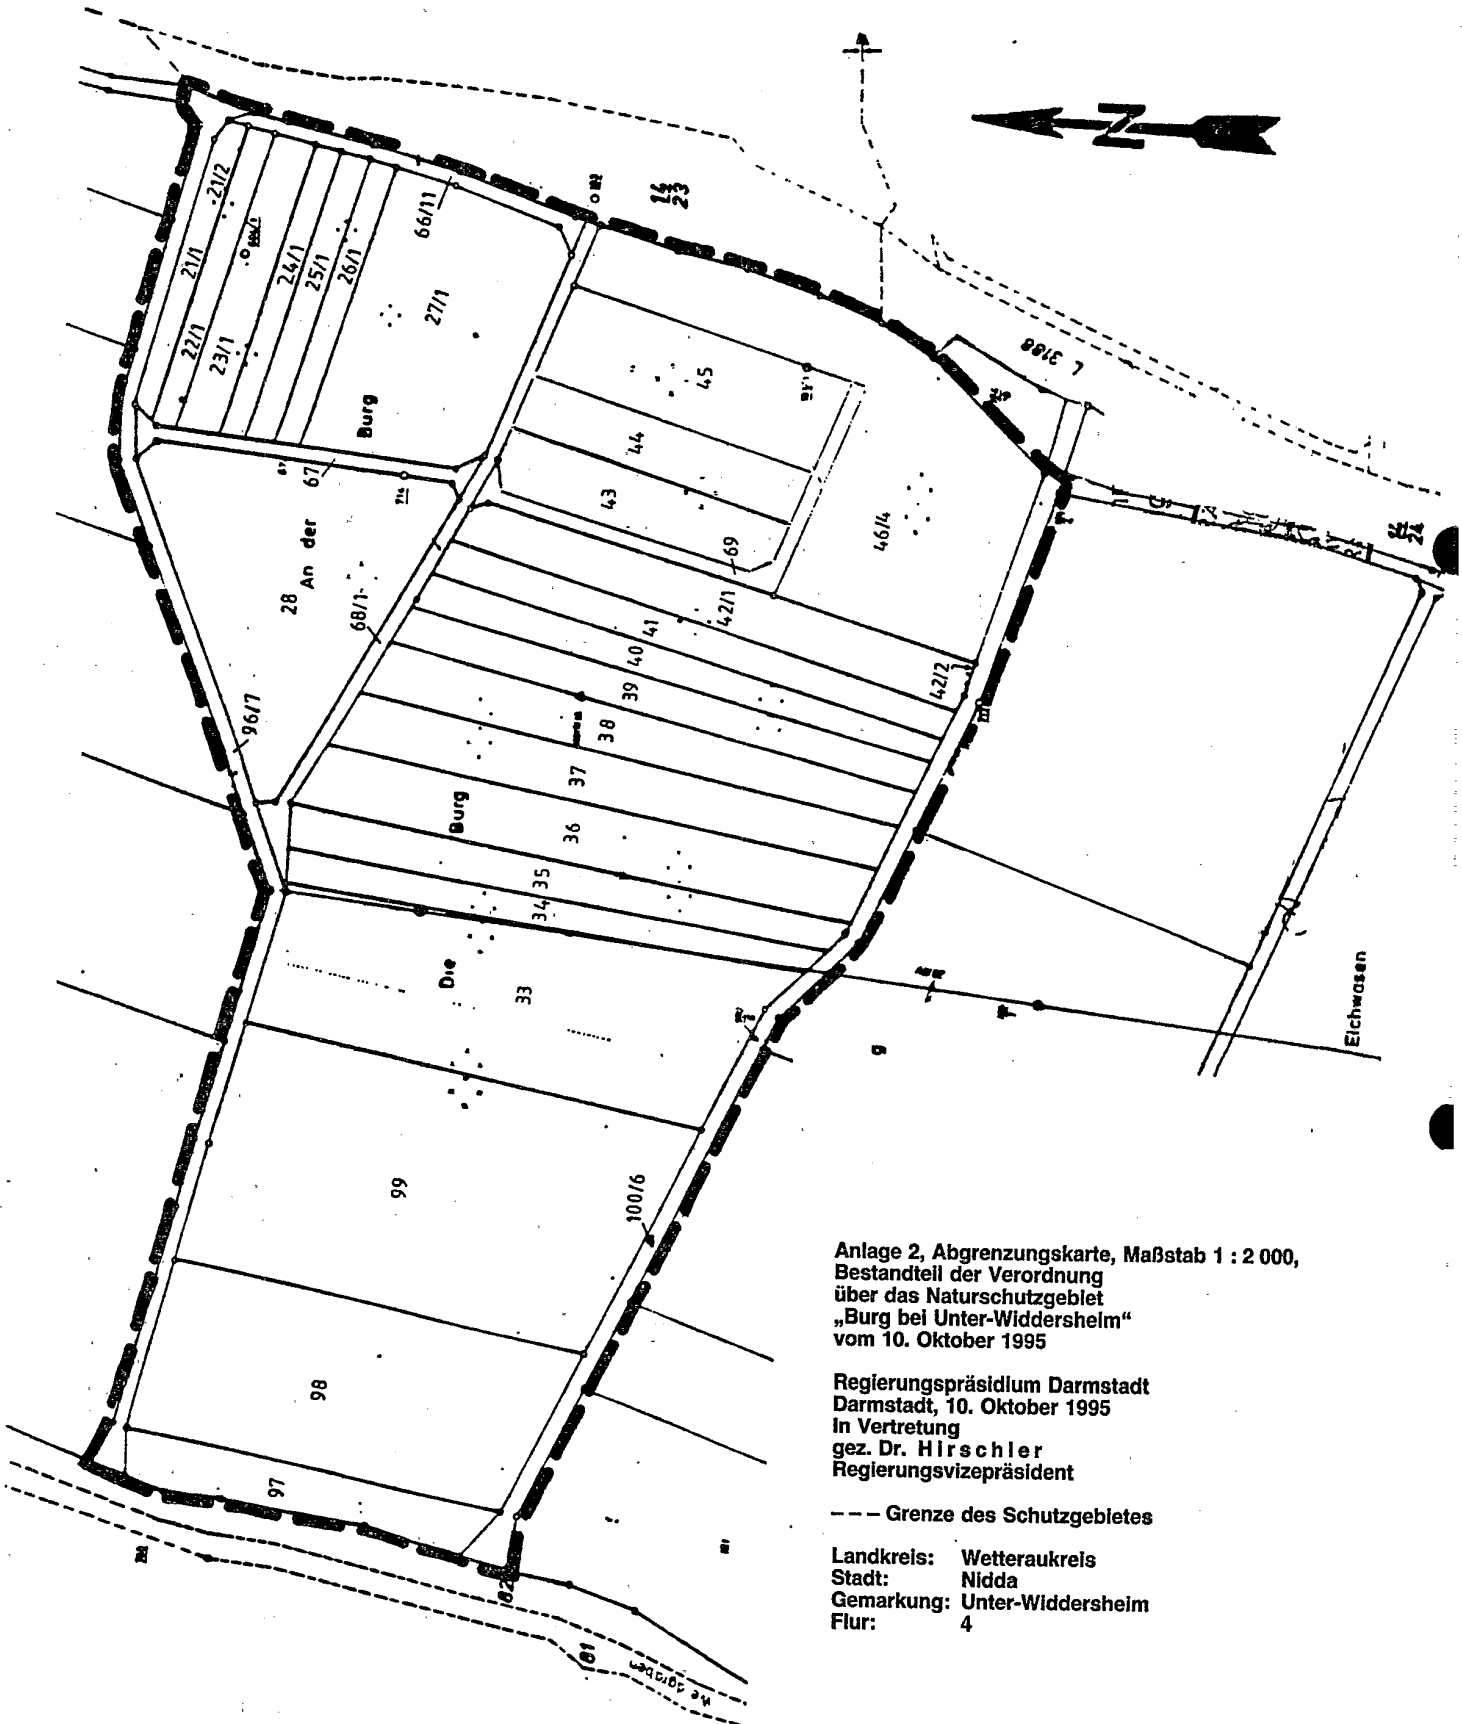 N
21/2
21/1
22/1
23/1
24/1
25/1
26/1
27/1
66/11
14
23
L 3188
45
44
43
46/4
69
67
Burg
An der
28
68/1
96/7
42/1
41
40
39
38
37
36
35
34
33
42/2
Burg
Die
24
g
Eichwasen
99
98
97
100/6
82
81
Anlage 2, Abgrenzungskarte, Maßstab 1 : 2 000,
Bestandteil der Verordnung
über das Naturschutzgebiet
„Burg bei Unter-Widdersheim“
vom 10. Oktober 1995
Regierungspräsidium Darmstadt
Darmstadt, 10. Oktober 1995
In Vertretung
gez. Dr. Hirschler
Regierungsvizepräsident
--- Grenze des Schutzgebietes
Landkreis: Wetteraukreis
Stadt: Nidda
Gemarkung: Unter-Widdersheim
Flur: 4